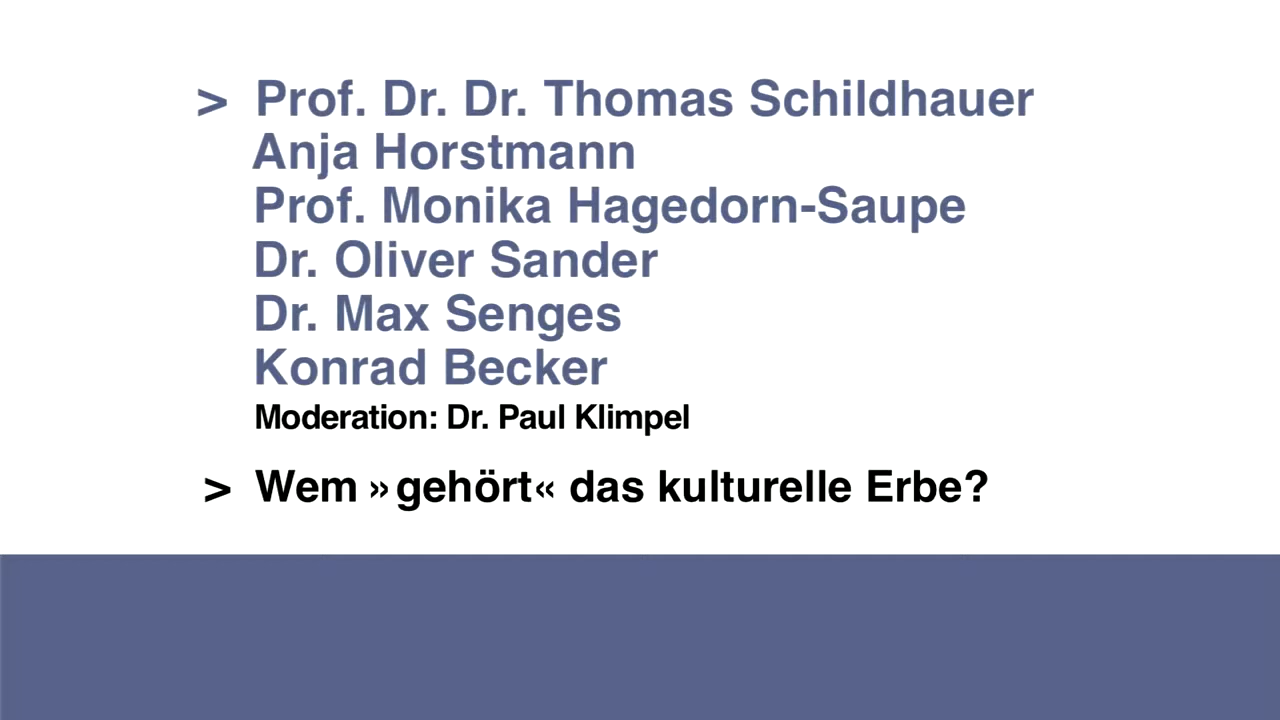 > Prof. Dr. Dr. Thomas Schildhauer
Anja Horstmann
Prof. Monika Hagedorn-Saupe
Dr. Oliver Sander
Dr. Max Senges
Konrad Becker
Moderation: Dr. Paul Klimpel
> Wem »gehört« das kulturelle Erbe?